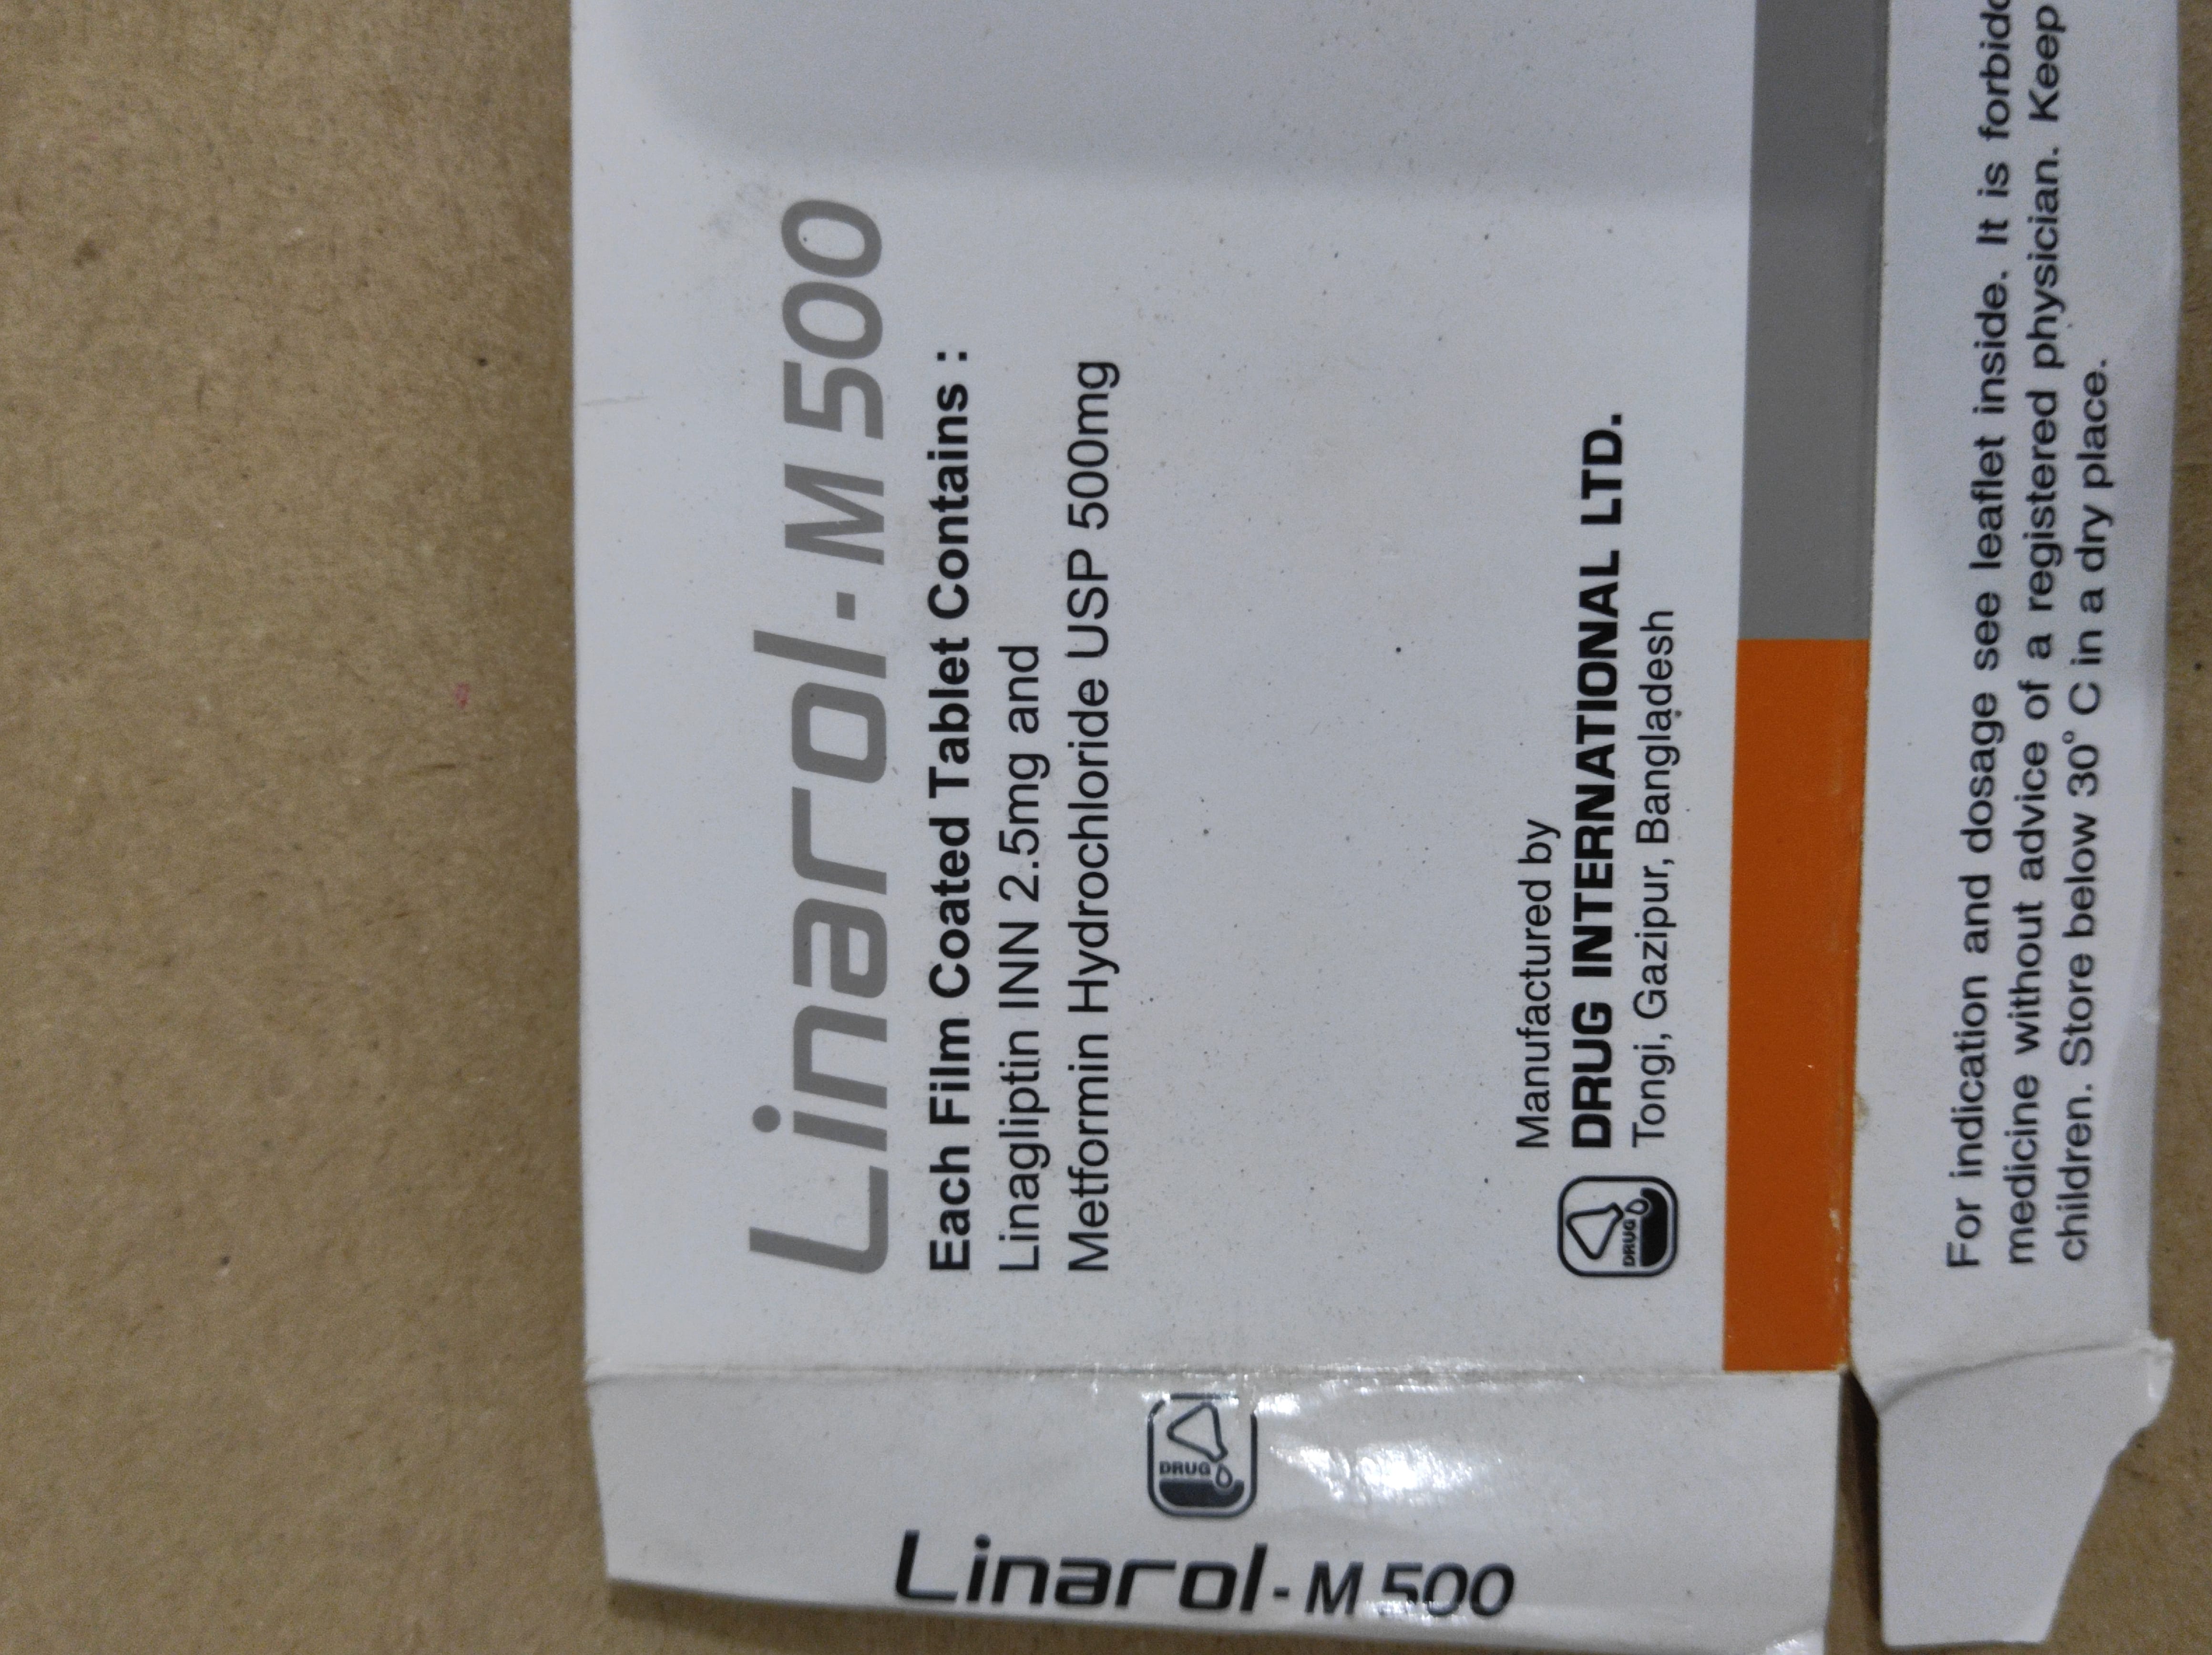 Linarol - M 500
Each Film Coated Tablet Contains :
Linagliptin INN 2.5mg and
Metformin Hydrochloride USP 500mg
Manufactured by
DRUG INTERNATIONAL LTD.
Tongi, Gazipur, Bangladesh
DRUG
For indication and dosage see leaflet inside. It is
medicine without advice of a registered physician. Keep
children. Store below 30° C in a dry place.
Linarol - M 500
DRUG